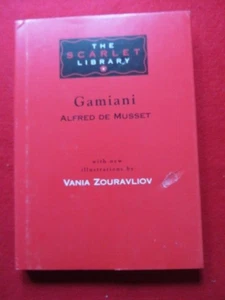 THE
SCARLET
LIBRARY
Gamiani
ALFRED DE MUSSET
with new
illustrations by
VANIA ZOURAVLIOV